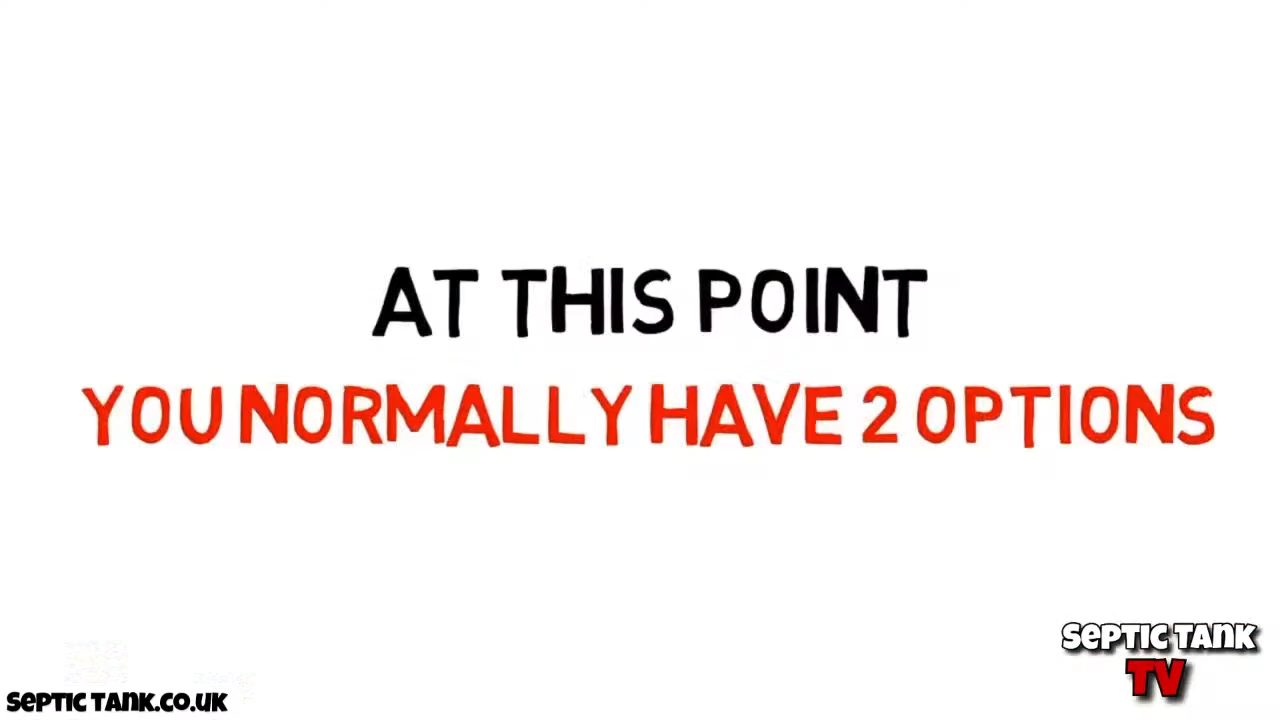 AT THIS POINT
YOU NORMALLY HAVE 2 OPTIONS
SEPTIC TANK
TV
SEPTIC TANK.CO.UK